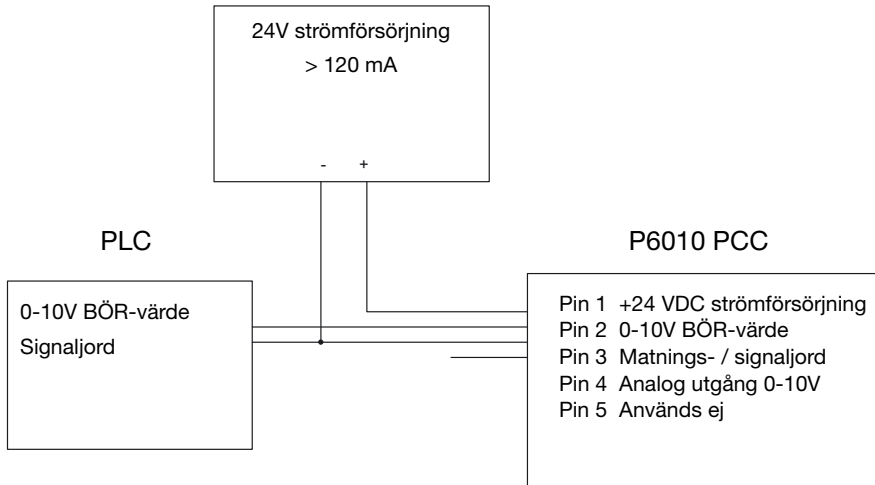 24V strömförsörjning
> 120 mA
- +
PLC
0-10V BÖR-värde
Signaljord
P6010 PCC
Pin 1 +24 VDC strömförsörjning
Pin 2 0-10V BÖR-värde
Pin 3 Matnings- / signaljord
Pin 4 Analog utgång 0-10V
Pin 5 Används ej